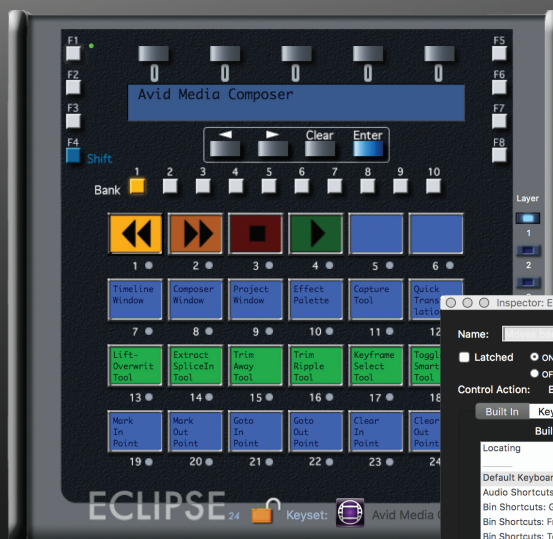 F1
F5
F2
F6
Avid Media Composer
F3
F7
Clear Enter
F4
F8
Shift
Bank 1 2 3 4 5 6 7 8 9 10
Layer
1
1 2 3 4 5 6
2
Timeline Window
Composer Window
Project Window
Effect Palette
Capture Tool
Quick Trans latio
7 8 9 10 11 12
Inspector: E
Name:
Lift-Overwrit Tool
Extract SpliceIn Tool
Trim Away Tool
Trim Ripple Tool
Keyframe Select Tool
Toggl Smart Tool
Latched
ON
OF
13 14 15 16 17 18
Control Action: E
Built In Key
Mark In Point
Mark Out Point
Goto In Point
Goto Out Point
Clear In Point
Clear Out Point
Buil
Locating
19 20 21 22 23 24
Default Keyboar
Audio Shortcuts
Bin Shortcuts: G
Bin Shortcuts: Fr
Bin Shortcuts: T
ECLIPSE 24
Keyset: Avid Media C